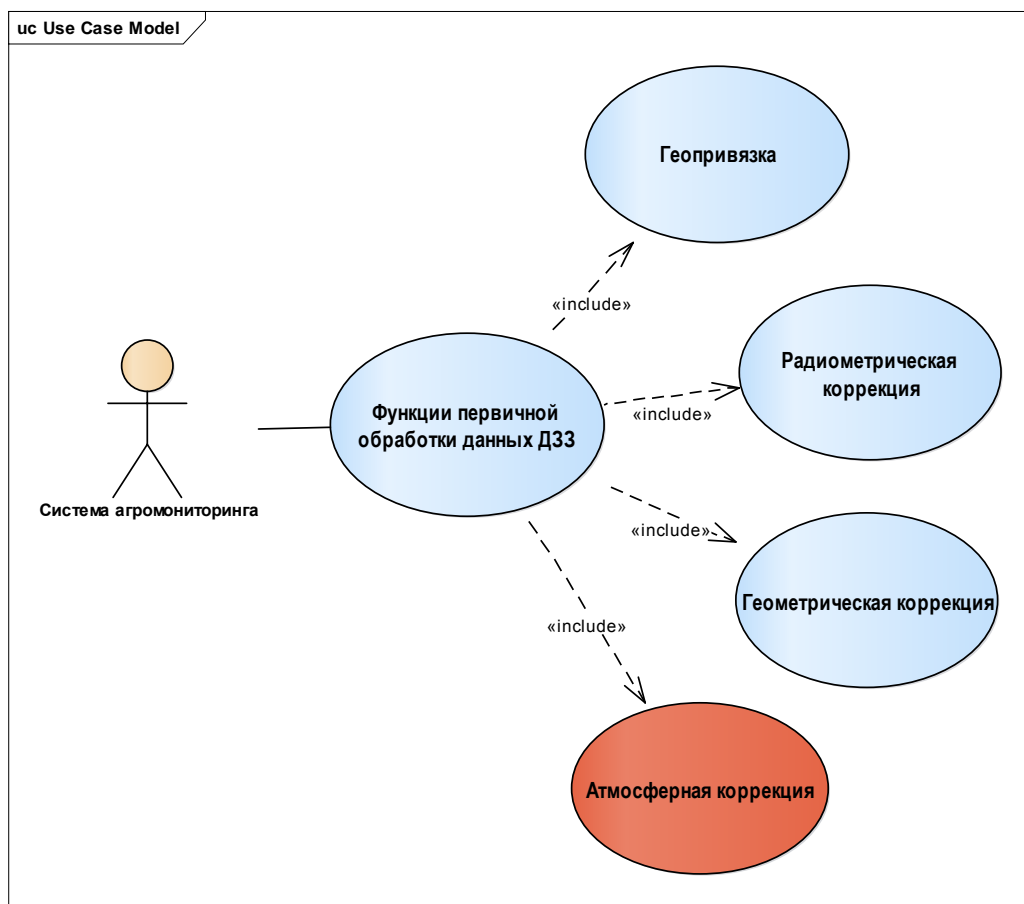 uc Use Case Model
Геопривязка
«include»
Радиометрическая
коррекция
«include»
Функции первичной
обработки данных ДЗЗ
Система агромониторинга
«include»
Геометрическая коррекция
«include»
Атмосферная коррекция